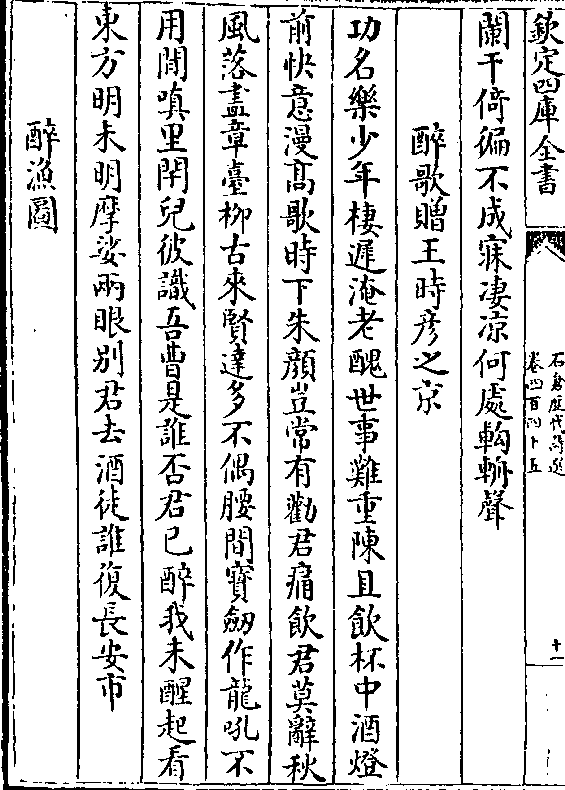 欽定四庫全書
石倉歷代詩選
卷四百四十五
十一
闌干倚徧不成寐凄凉何處輷輧聲
醉歌贈王時彦之京
功名樂少年棲遲淹老醜世事難重陳且飲杯中酒燈
前快意漫高歌時下朱顔豈常有勸君痛飲君莫辭秋
風落盡章臺柳古來賢達多不偶腰間寶劒作龍吼不
用閭嗔里閈兒彼識吾曹是誰否君已醉我未醒起看
東方明未明摩娑兩眼别君去酒徒誰復長安市
醉漁圖